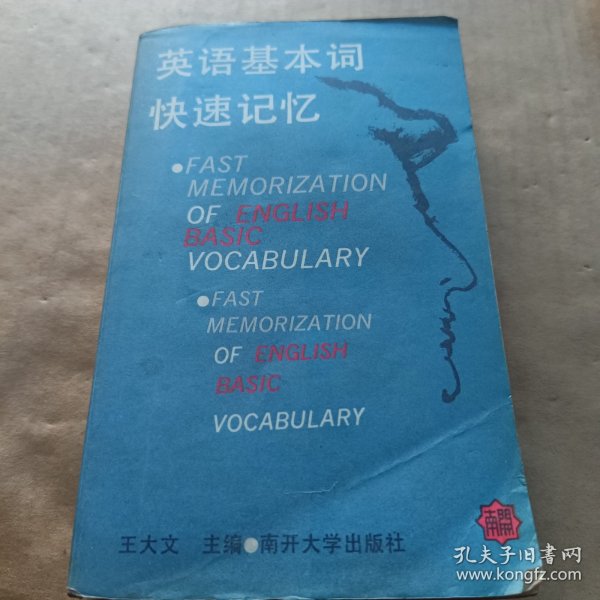 英语基本词
快速记忆
●FAST
MEMORIZATION
OF ENGLISH
BASIC
VOCABULARY
●FAST
MEMORIZATION
OF ENGLISH
BASIC
VOCABULARY
南開
王大文 主编●南开大学出版社
孔夫子旧书网
www.kongfz.com